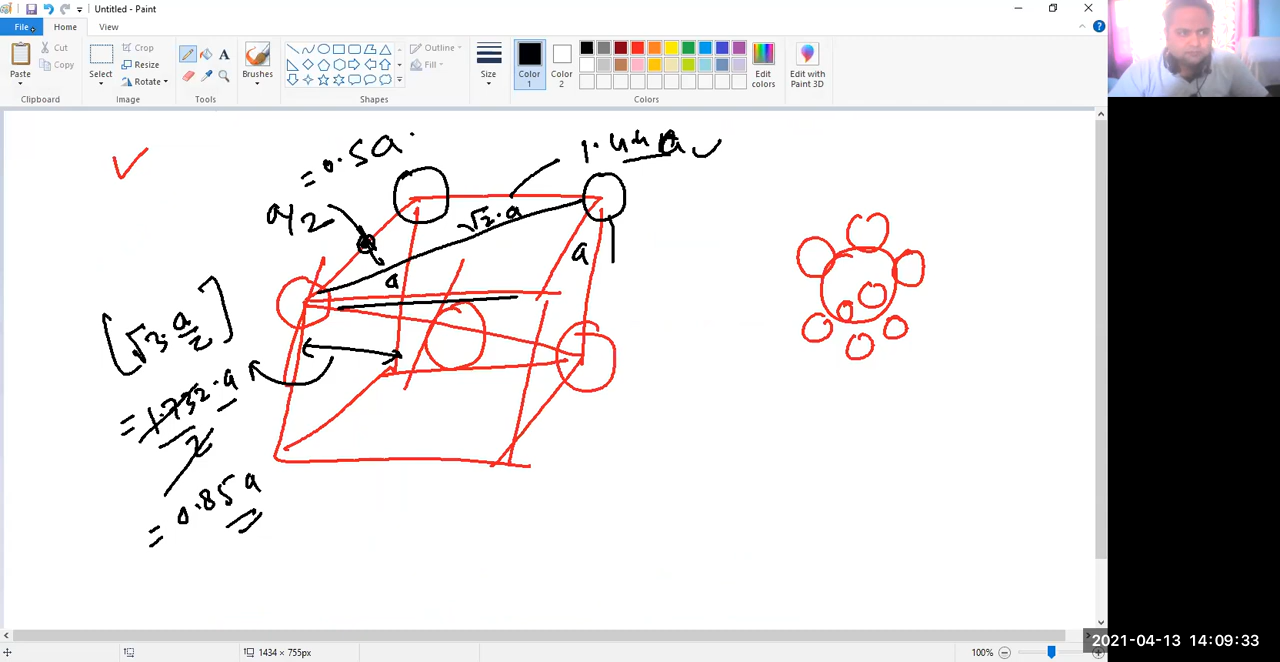 Untitled - Paint
File
Home
View
Paste
Cut
Copy
Clipboard
Select
Crop
Resize
Rotate
Image
A
Tools
Brushes
Outline
Fill
Shapes
Size
Color
1
Color
2
Edit
colors
Colors
Edit with
Paint 3D
= 0.5a
a/2
√2·a
1.44a
a
a
[√3·a/2]
= 1.732·a
2
= 0.85a
1434 × 755px
100%
2021-04-13 14:09:33